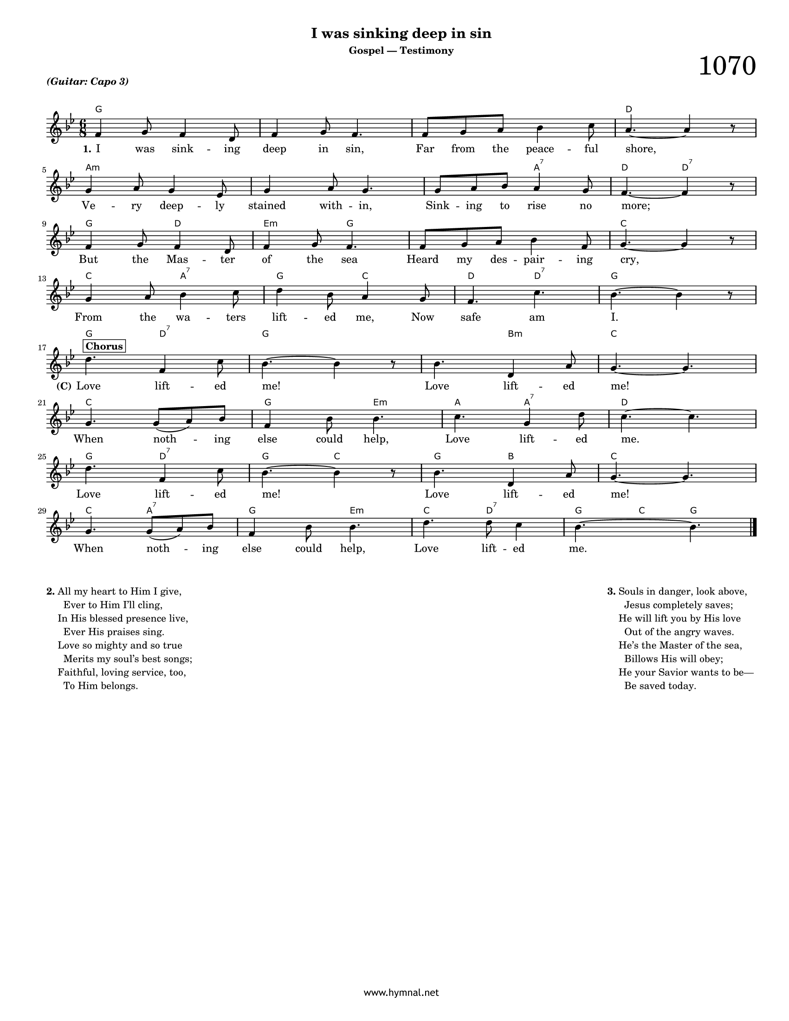 I was sinking deep in sin
Gospel — Testimony
1070
(Guitar: Capo 3)
G D
1. I was sink - ing deep in sin, Far from the peace - ful shore,
5 Am A7 D D7
Ve - ry deep - ly stained with - in, Sink - ing to rise no more;
9 G D Em G C
But the Mas - ter of the sea Heard my des - pair - ing cry,
13 C A7 G C D D7 G
From the wa - ters lift - ed me, Now safe am I.
G D7 G Bm C
17 Chorus
(C) Love lift - ed me! Love lift - ed me!
21 C G Em A A7 D
When noth - ing else could help, Love lift - ed me.
25 G D7 G C G B C
Love lift - ed me! Love lift - ed me!
29 C A7 G Em C D7 G C G
When noth - ing else could help, Love lift - ed me.
2. All my heart to Him I give,
Ever to Him I’ll cling,
In His blessed presence live,
Ever His praises sing.
Love so mighty and so true
Merits my soul’s best songs;
Faithful, loving service, too,
To Him belongs.
3. Souls in danger, look above,
Jesus completely saves;
He will lift you by His love
Out of the angry waves.
He’s the Master of the sea,
Billows His will obey;
He your Savior wants to be—
Be saved today.
www.hymnal.net